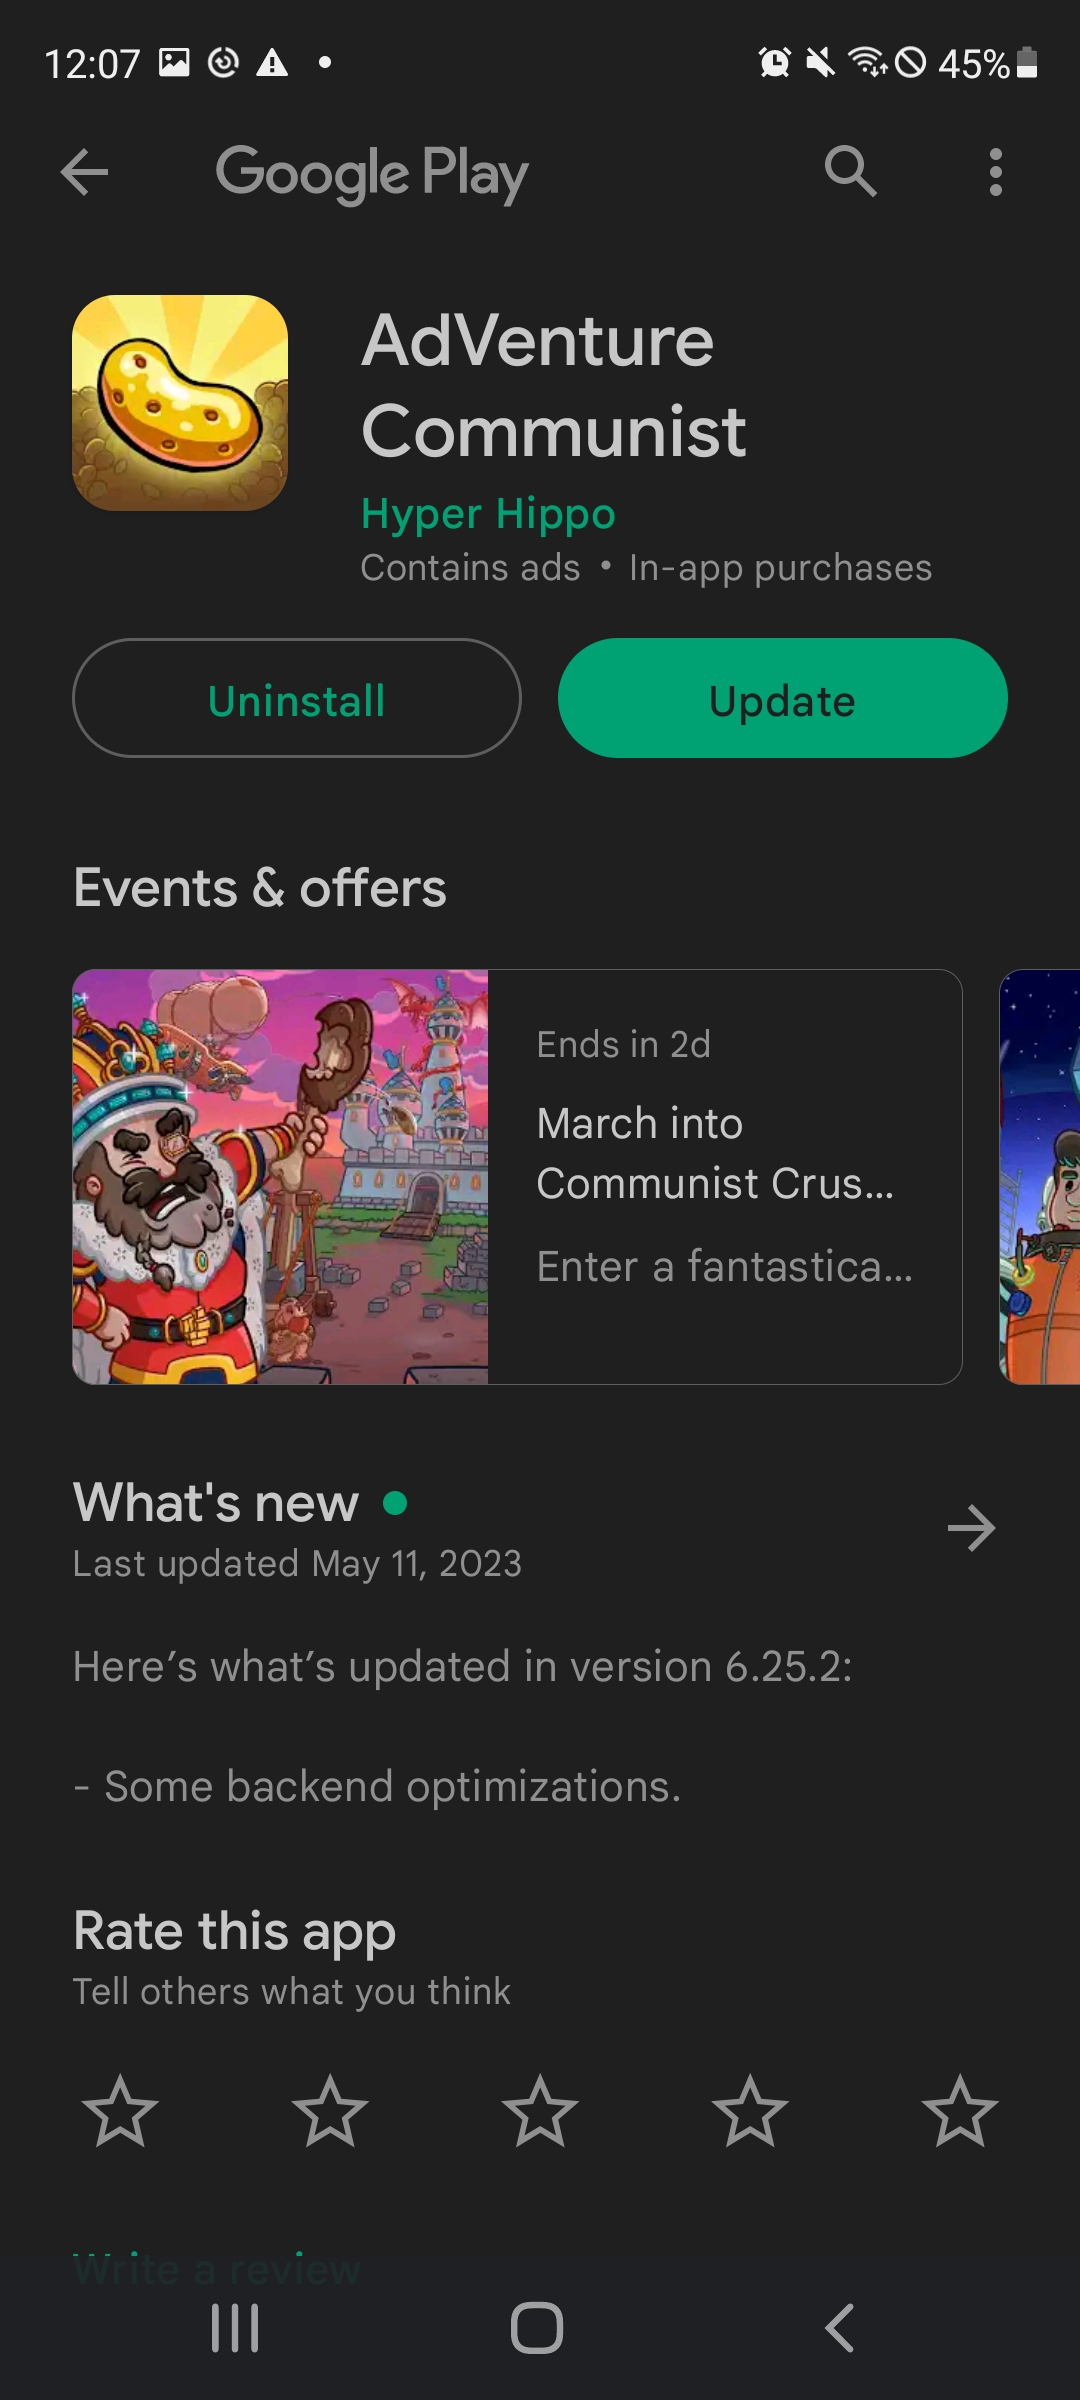 12:07
45%
Google Play
AdVenture
Communist
Hyper Hippo
Contains ads • In-app purchases
Uninstall
Update
Events & offers
Ends in 2d
March into
Communist Crus...
Enter a fantastica...
What's new
Last updated May 11, 2023
Here’s what’s updated in version 6.25.2:
- Some backend optimizations.
Rate this app
Tell others what you think
Write a review